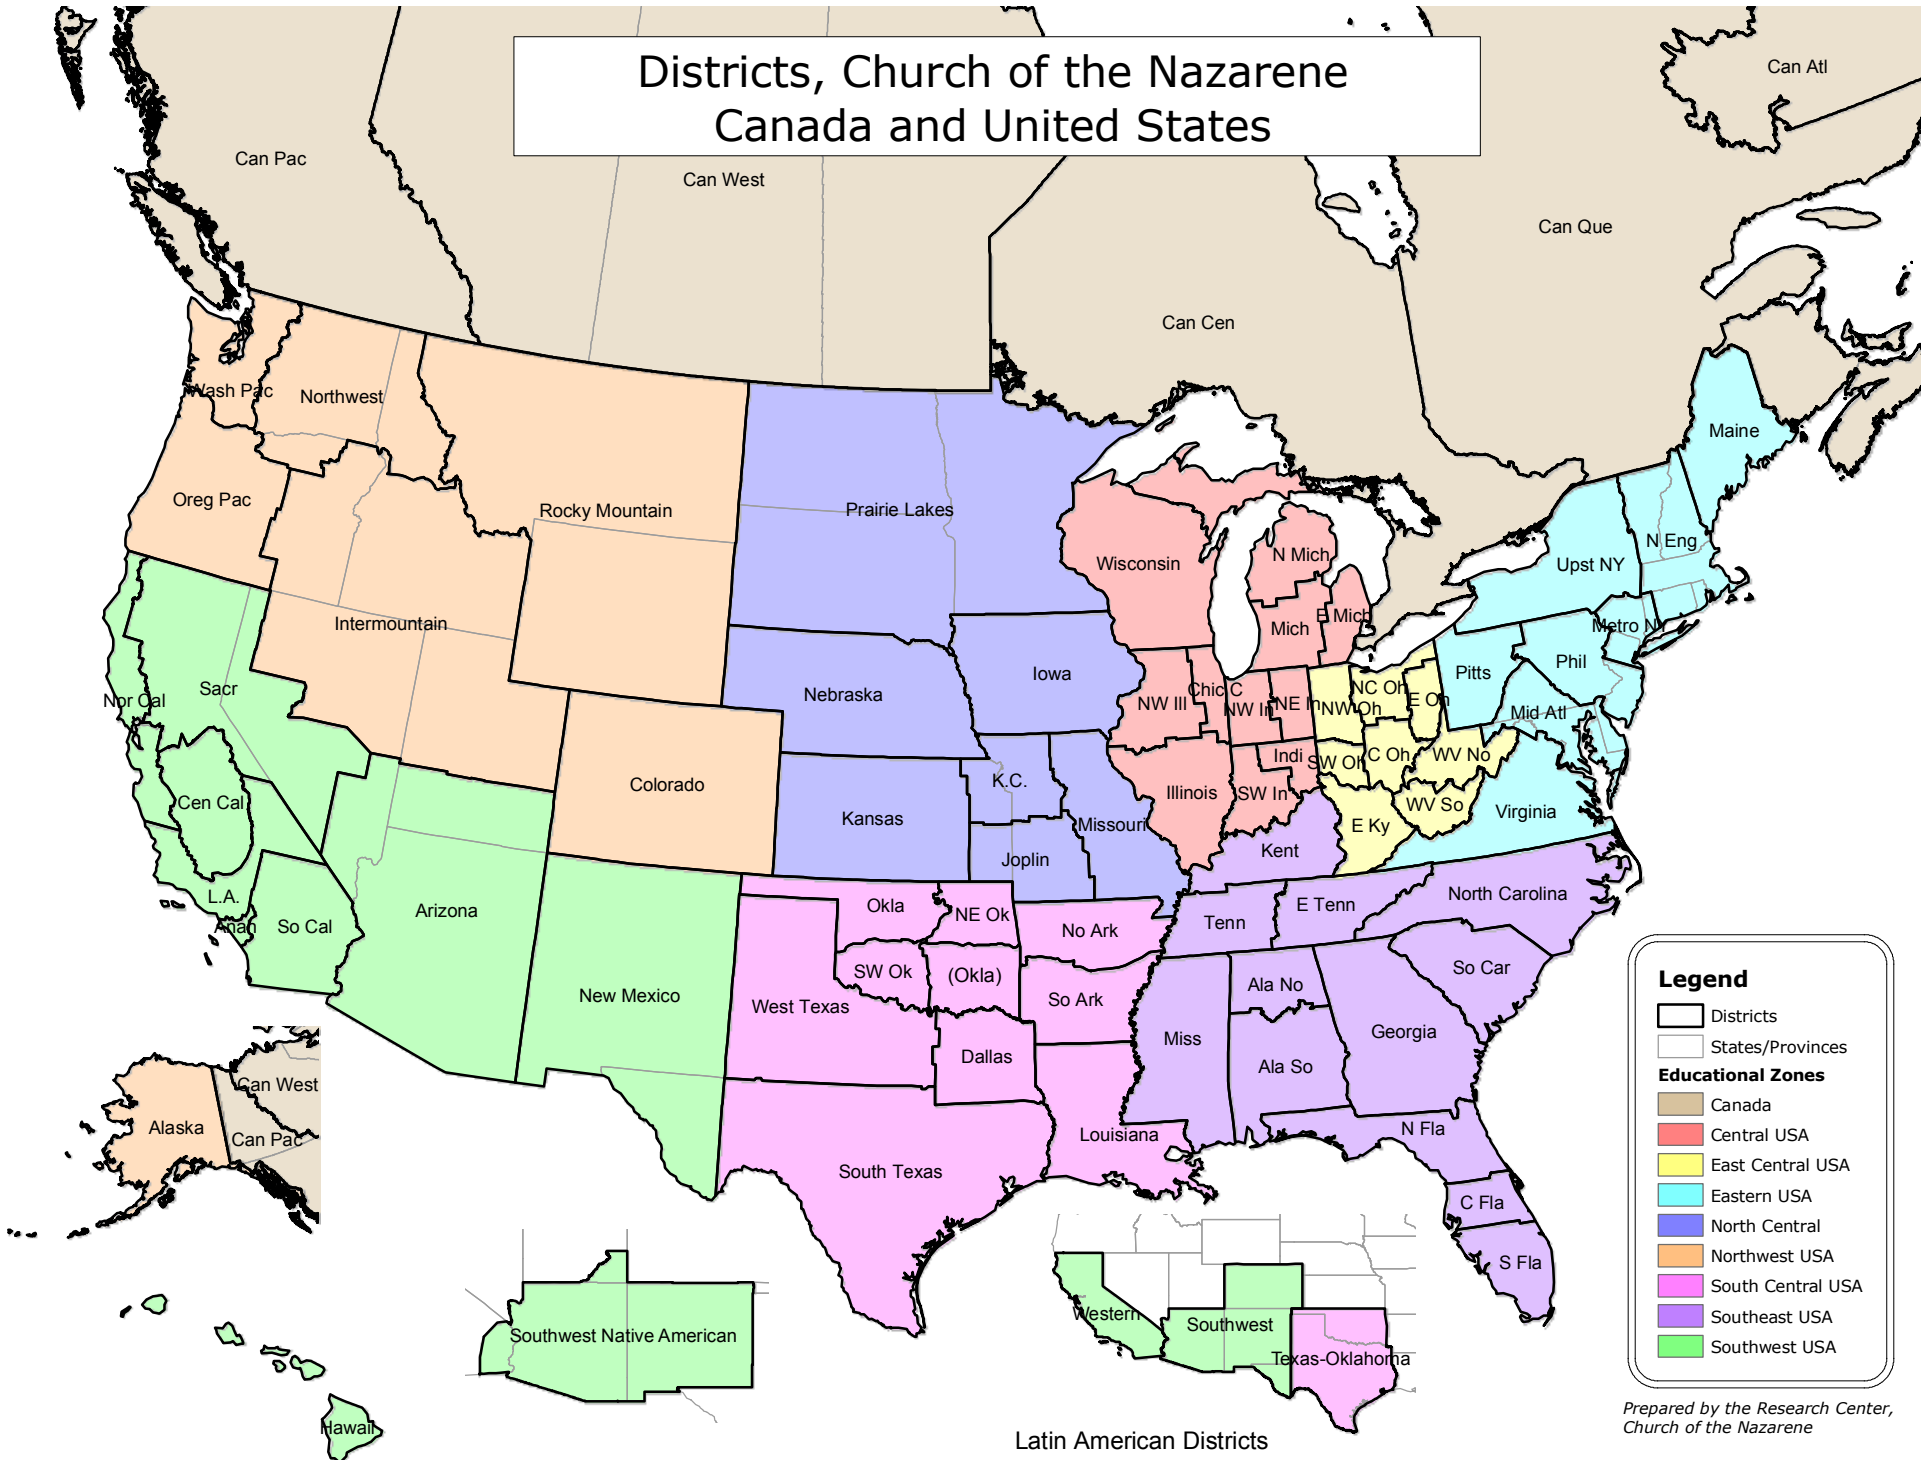 Districts, Church of the Nazarene
Canada and United States
Can Atl
Can Pac
Can West
Can Que
Can Cen
Wash Pac
Northwest
Maine
Oreg Pac
Rocky Mountain
Prairie Lakes
Wisconsin
N Mich
N Eng
Upst NY
Intermountain
E Mich
Mich
Metro NY
Sacr
Nor Cal
Nebraska
Iowa
NW Ill
Chic C
NW In
NE In
NW Oh
NC Oh
E Oh
Pitts
Phil
Mid Atl
Colorado
K.C.
Indi
SW Oh
C Oh
WV No
Cen Cal
Kansas
Missouri
Illinois
SW In
E Ky
WV So
Virginia
Joplin
Kent
L.A.
Anah
So Cal
Arizona
Okla
NE Ok
No Ark
Tenn
E Tenn
North Carolina
New Mexico
West Texas
SW Ok
(Okla)
So Ark
Ala No
So Car
Miss
Georgia
Dallas
Ala So
Can West
Alaska
Can Pac
South Texas
Louisiana
N Fla
C Fla
S Fla
Southwest Native American
Western
Southwest
Texas-Oklahoma
Hawaii
Latin American Districts
Legend
Districts
States/Provinces
Educational Zones
Canada
Central USA
East Central USA
Eastern USA
North Central
Northwest USA
South Central USA
Southeast USA
Southwest USA
Prepared by the Research Center,
Church of the Nazarene